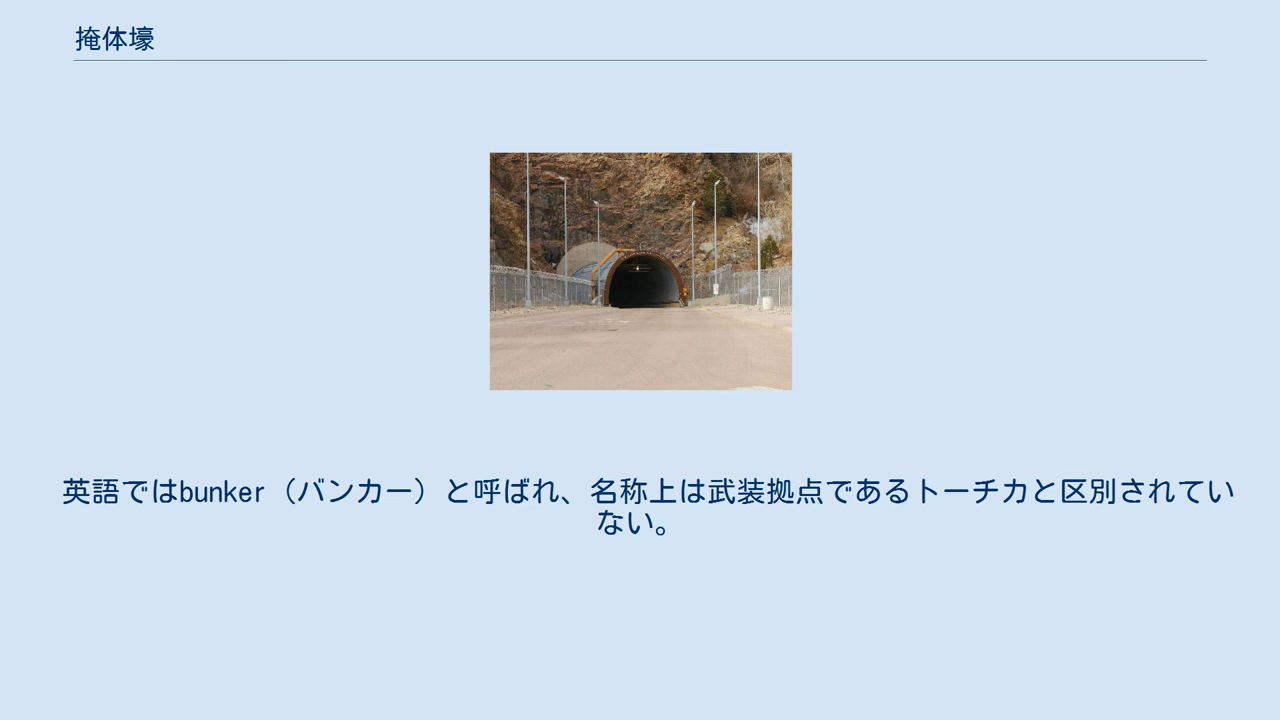 掩体壕
英語ではbunker（バンカー）と呼ばれ、名称上は武装拠点であるトーチカと区別されてい
ない。